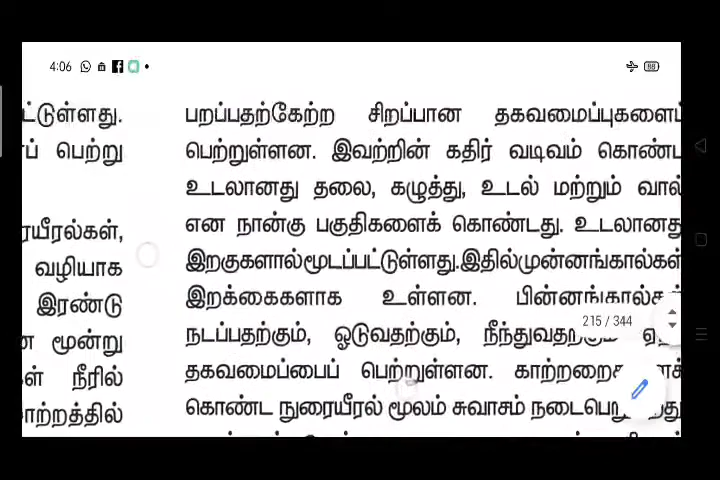 4:06
88
ட்டுள்ளது.
பெற்று
ரயீரல்கள்,
வழியாக
இரண்டு
மூன்று
நீரில்
ாற்றத்தில்
பறப்பதற்கேற்ற சிறப்பான தகவமைப்புகளைப்
பெற்றுள்ளன. இவற்றின் கதிர் வடிவம் கொண்ட
உடலானது தலை, கழுத்து, உடல் மற்றும் வால்
என நான்கு பகுதிகளைக் கொண்டது. உடலானது
இறகுகளால்மூடப்பட்டுள்ளது.இதில்முன்னங்கால்கள்
இறக்கைகளாக உள்ளன. பின்னங்கால்கள்
215 / 344
நடப்பதற்கும், ஓடுவதற்கும், நீந்துவதற்கும்
தகவமைப்பைப் பெற்றுள்ளன.
கொண்ட நுரையீரல் மூலம் சுவாசம்